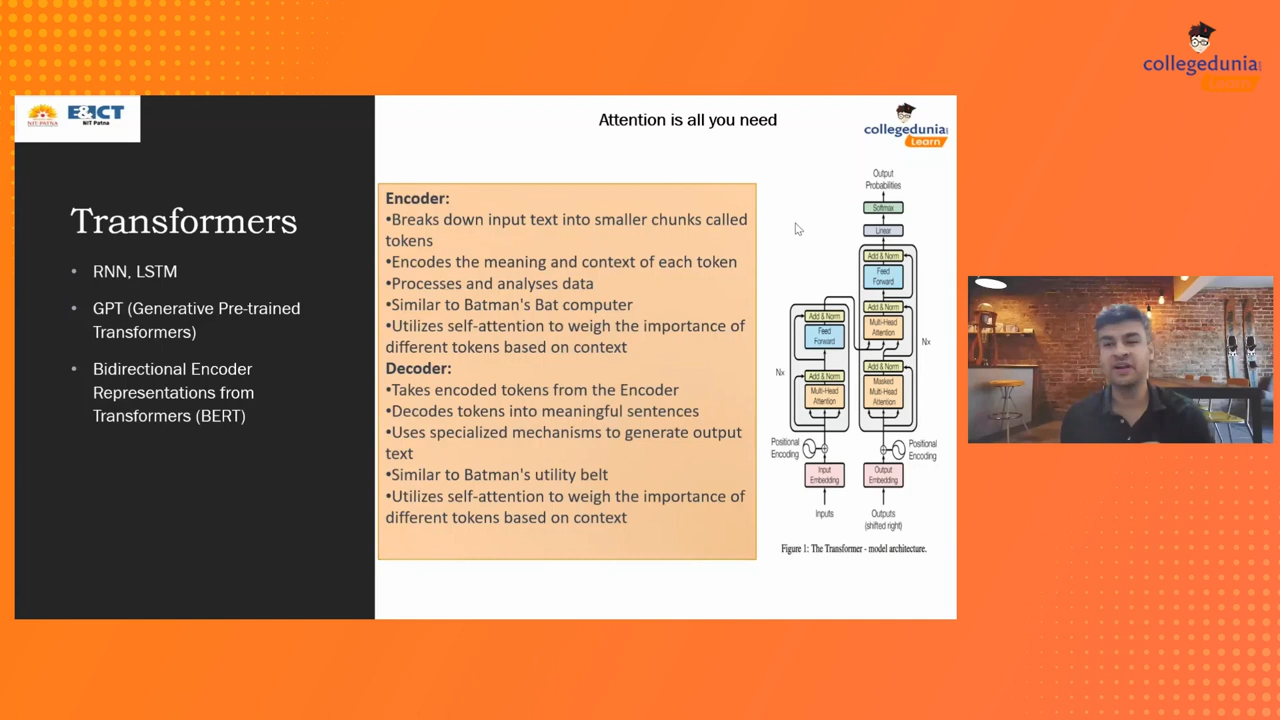 collegedunia
Learn
NIT PATNA
E&ICT
NIT Patna
Attention is all you need
collegedunia
Learn
Transformers
• RNN, LSTM
• GPT (Generative Pre-trained
Transformers)
• Bidirectional Encoder
Representations from
Transformers (BERT)
Encoder:
•Breaks down input text into smaller chunks called
tokens
•Encodes the meaning and context of each token
•Processes and analyses data
•Similar to Batman's Bat computer
•Utilizes self-attention to weigh the importance of
different tokens based on context
Decoder:
•Takes encoded tokens from the Encoder
•Decodes tokens into meaningful sentences
•Uses specialized mechanisms to generate output
text
•Similar to Batman's utility belt
•Utilizes self-attention to weigh the importance of
different tokens based on context
Output
Probabilities
Softmax
Linear
Add & Norm
Feed
Forward
Add & Norm
Multi-Head
Attention
Add & Norm
Masked
Multi-Head
Attention
Nx
Add & Norm
Feed
Forward
Add & Norm
Multi-Head
Attention
Nx
Positional
Encoding
Positional
Encoding
Input
Embedding
Output
Embedding
Inputs
Outputs
(shifted right)
Figure 1: The Transformer - model architecture.